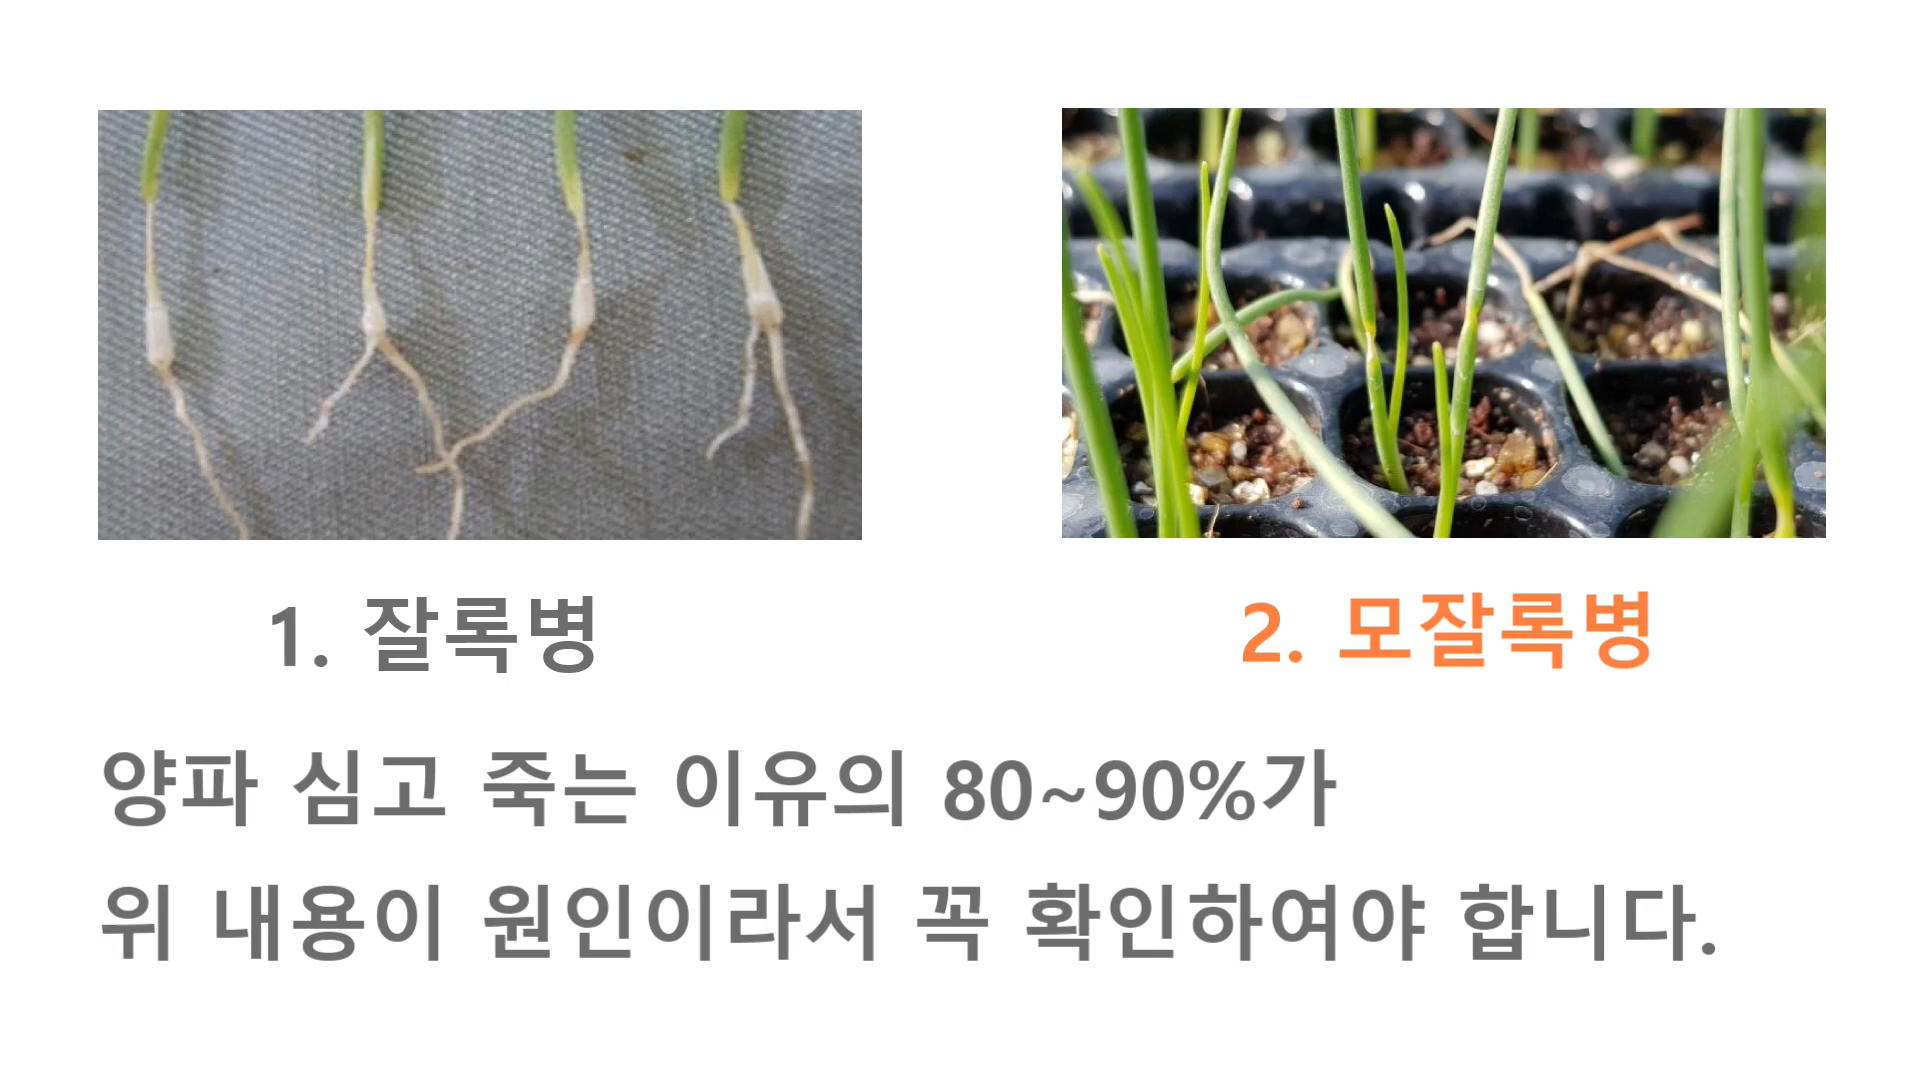 1. 잘록병
2. 모잘록병
양파 심고 죽는 이유의 80~90%가
위 내용이 원인이라서 꼭 확인하여야 합니다.